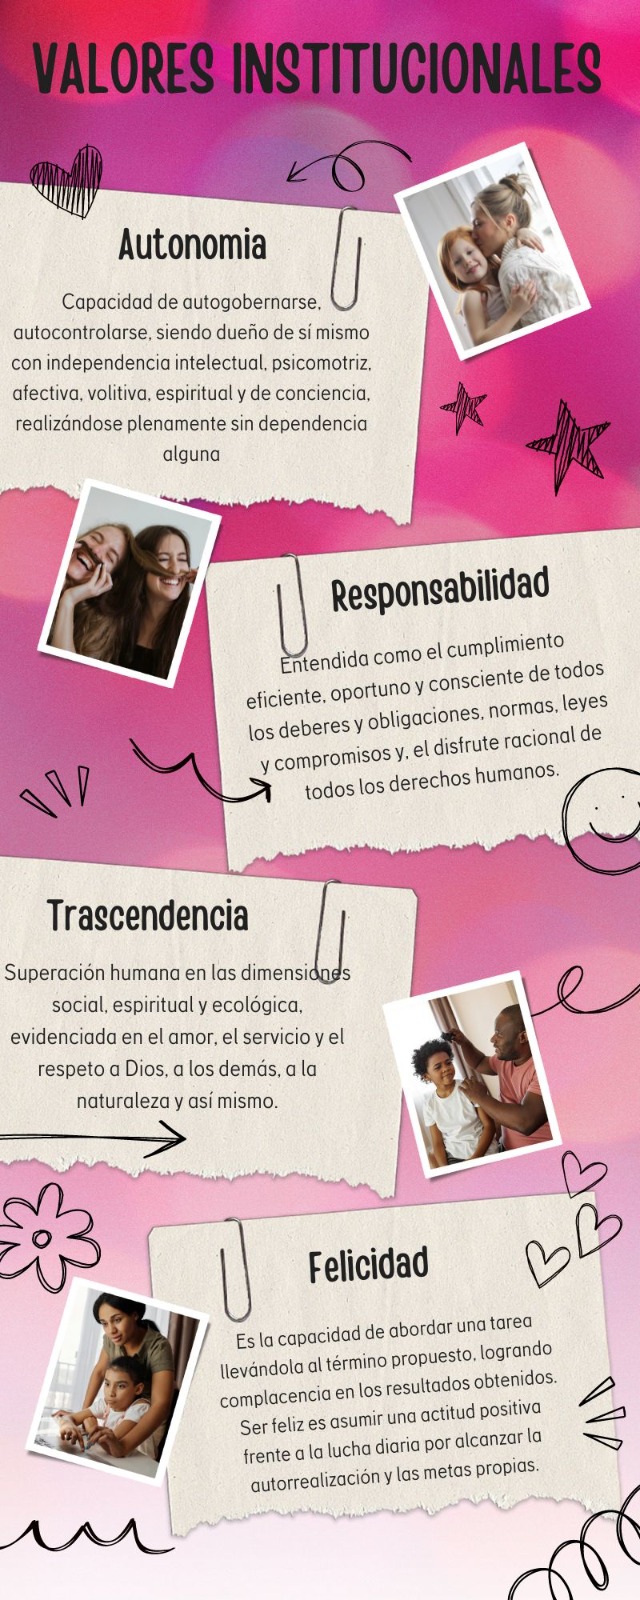 VALORES INSTITUCIONALES
Autonomia
Capacidad de autogobernarse,
autocontrolarse, siendo dueño de sí mismo
con independencia intelectual, psicomotriz,
afectiva, volitiva, espiritual y de conciencia,
realizándose plenamente sin dependencia
alguna
Responsabilidad
Entendida como el cumplimiento
eficiente, oportuno y consciente de todos
los deberes y obligaciones, normas, leyes
y compromisos y, el disfrute racional de
todos los derechos humanos.
Trascendencia
Superación humana en las dimensiones
social, espiritual y ecológica,
evidenciada en el amor, el servicio y el
respeto a Dios, a los demás, a la
naturaleza y así mismo.
Felicidad
Es la capacidad de abordar una tarea
llevándola al término propuesto, logrando
complacencia en los resultados obtenidos.
Ser feliz es asumir una actitud positiva
frente a la lucha diaria por alcanzar la
autorrealización y las metas propias.